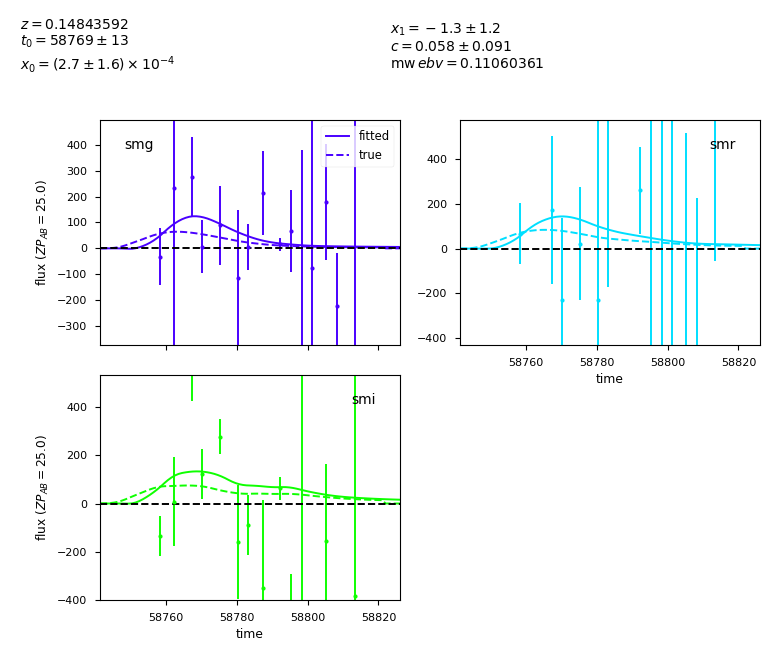 z = 0.14843592
t₀ = 58769 ± 13
x₀ = (2.7 ± 1.6) × 10⁻⁴
x₁ = −1.3 ± 1.2
c = 0.058 ± 0.091
mw ebv = 0.11060361
smg
fitted
true
400
300
200
100
0
−100
−200
−300
flux (ZP_AB = 25.0)
smr
400
200
0
−200
−400
58760 58780 58800 58820
time
smi
400
200
0
−200
−400
flux (ZP_AB = 25.0)
58760 58780 58800 58820
time